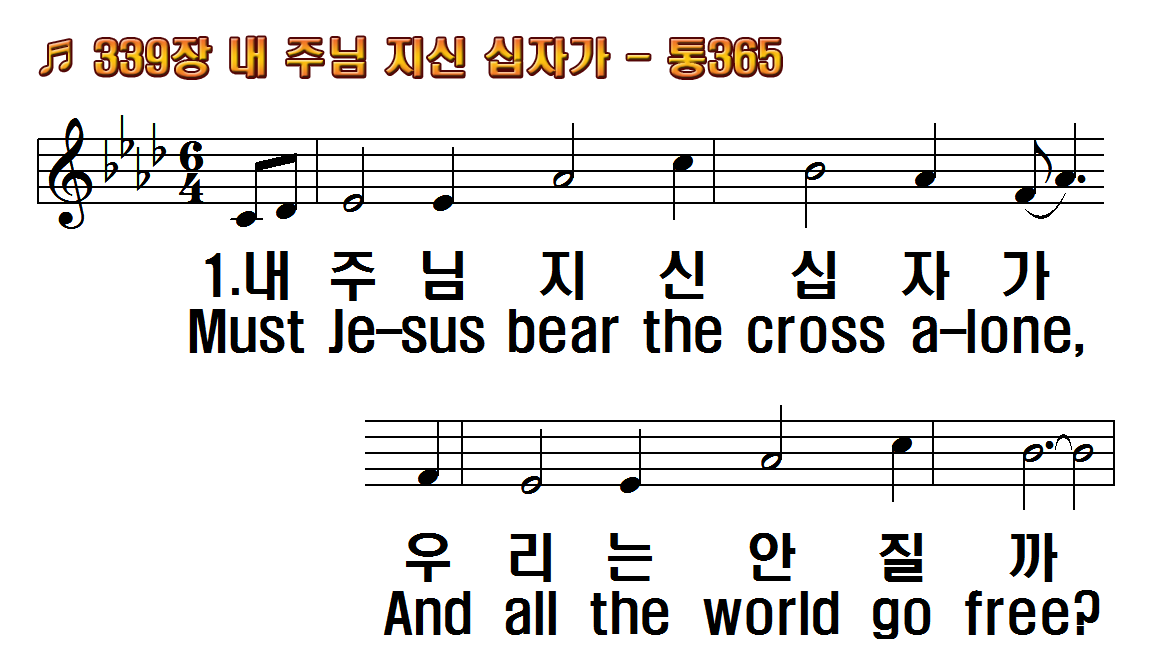 ♬ 339장 내 주님 지신 십자가 - 통365
6
4
1.내 주 님 지 신 십 자 가
Must Je-sus bear the cross a-lone,
우 리 는 안 질 까
And all the world go free?